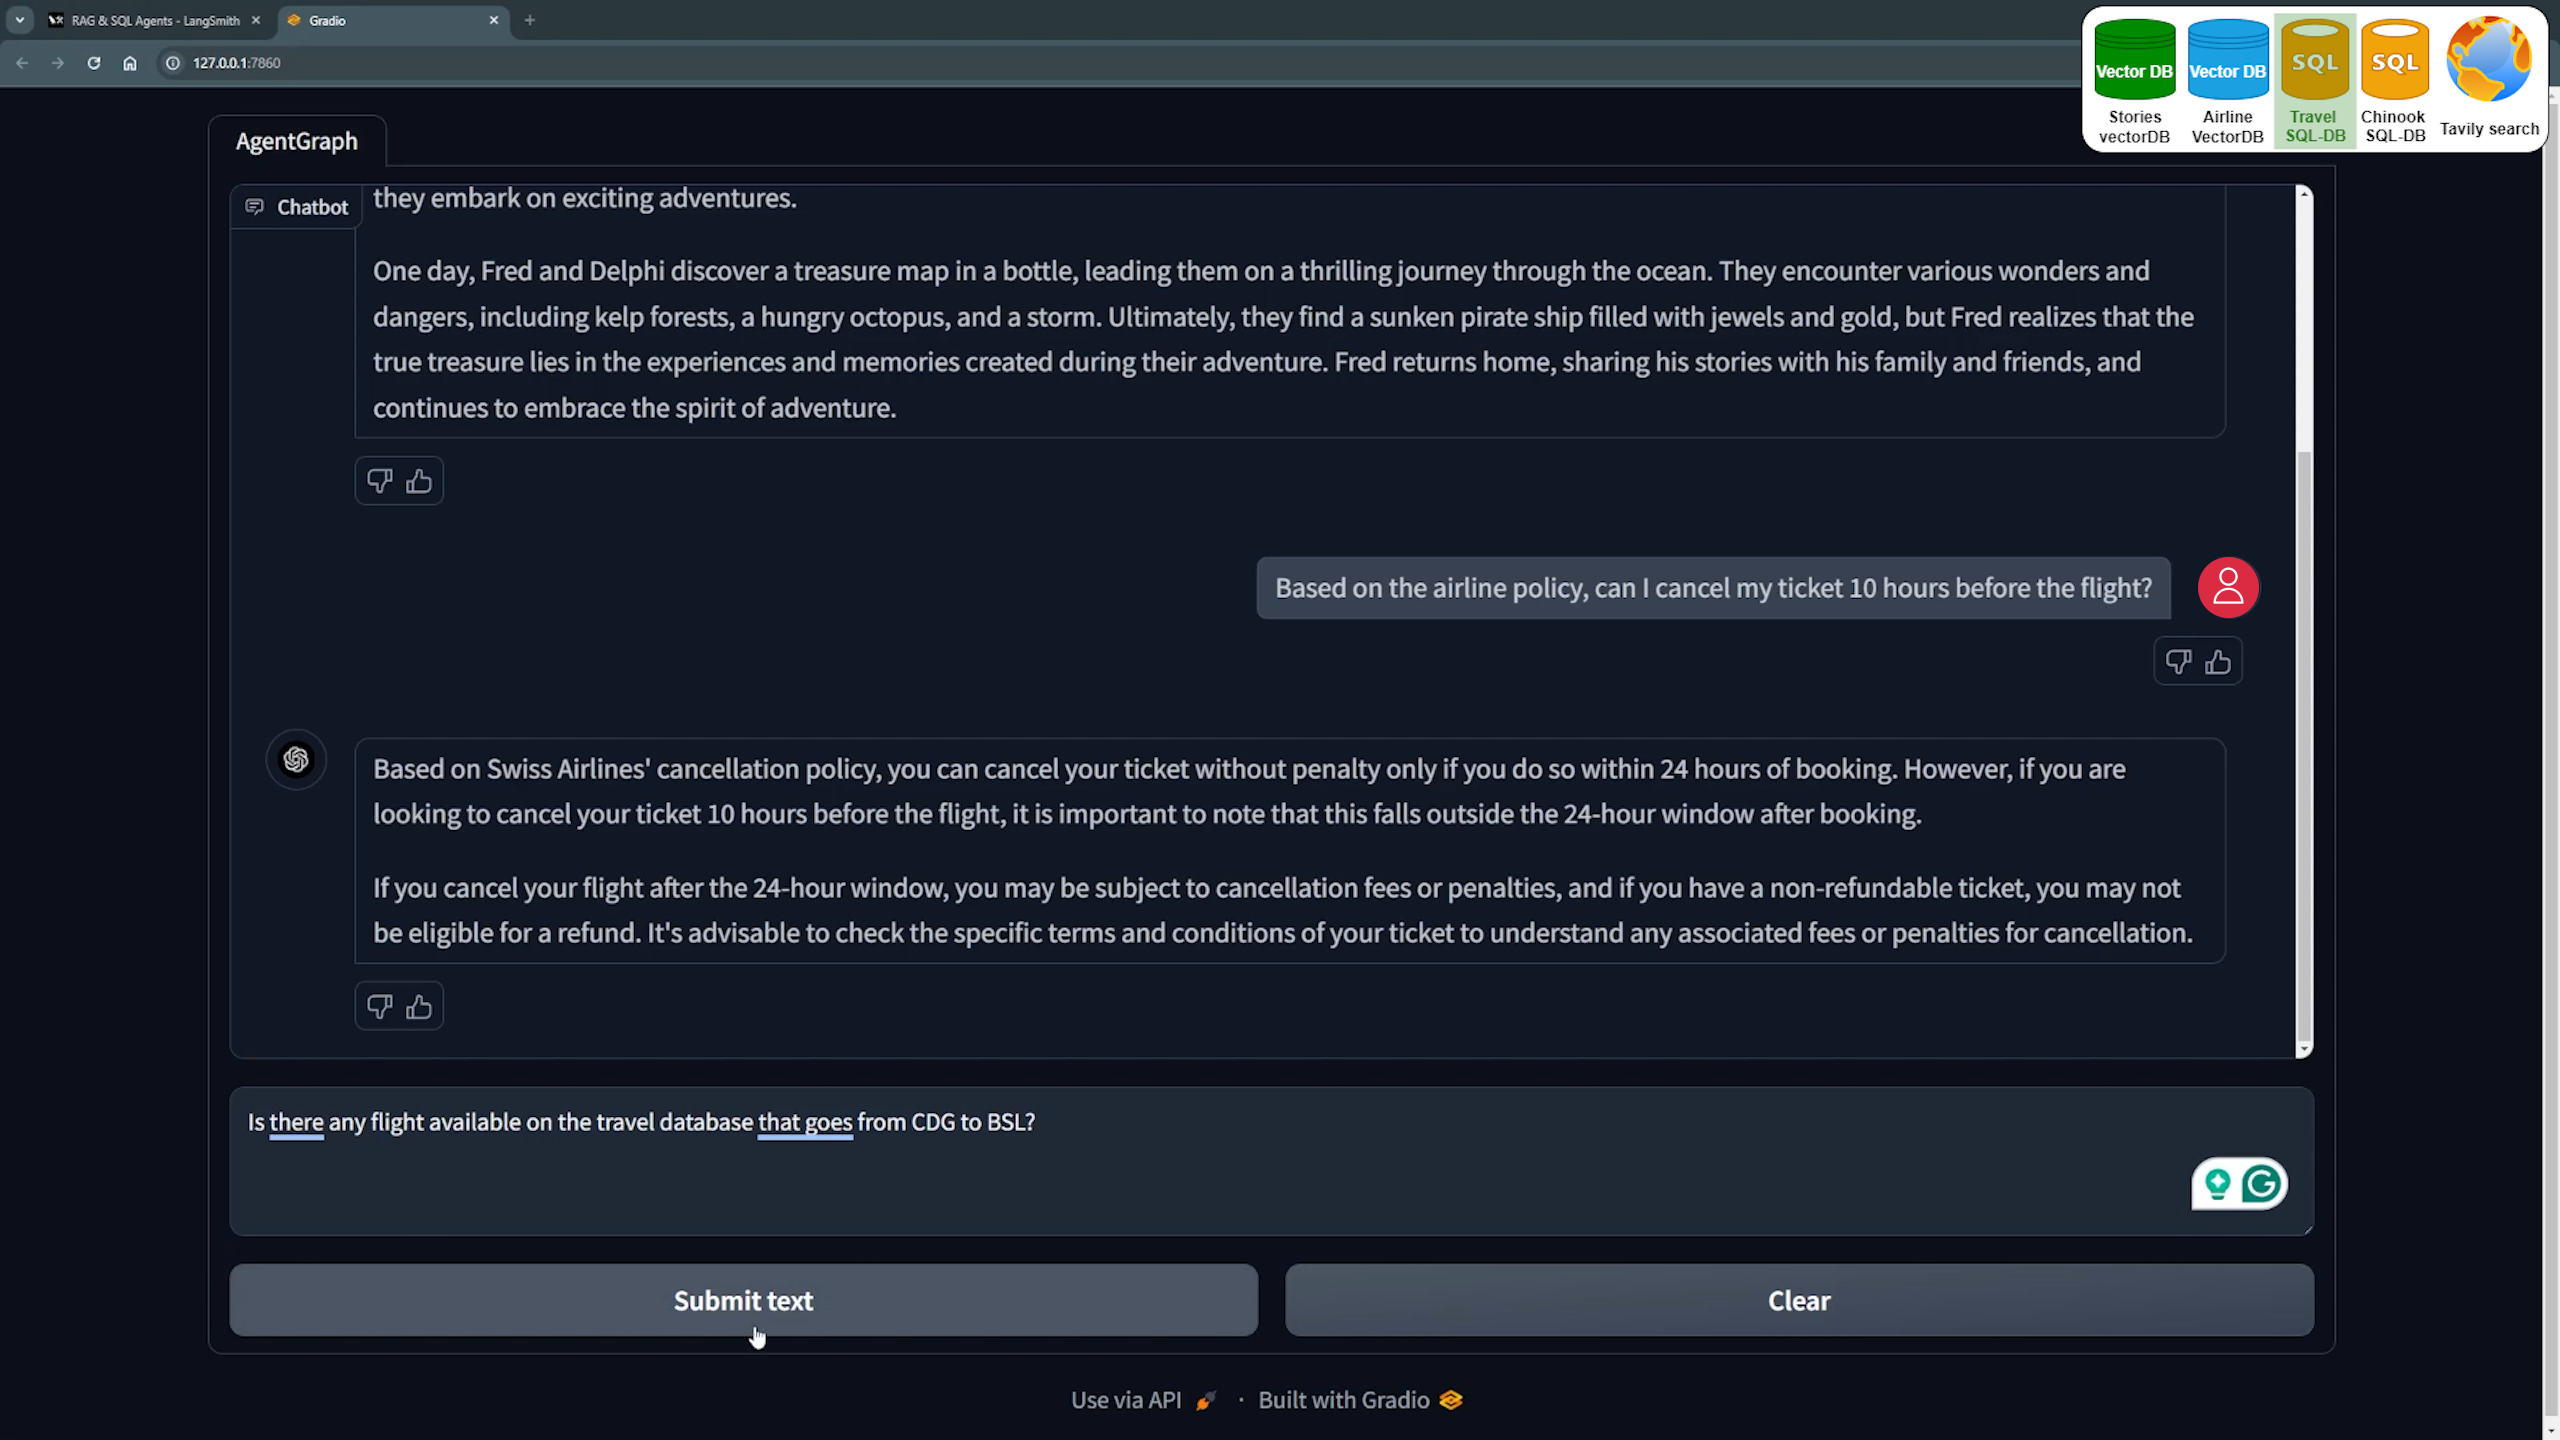 RAG & SQL Agents - LangSmith
Gradio
127.0.0.1:7860
Vector DB
Vector DB
SQL
SQL
Stories
vectorDB
Airline
VectorDB
Travel
SQL-DB
Chinook
SQL-DB
Tavily search
AgentGraph
Chatbot
they embark on exciting adventures.
One day, Fred and Delphi discover a treasure map in a bottle, leading them on a thrilling journey through the ocean. They encounter various wonders and
dangers, including kelp forests, a hungry octopus, and a storm. Ultimately, they find a sunken pirate ship filled with jewels and gold, but Fred realizes that the
true treasure lies in the experiences and memories created during their adventure. Fred returns home, sharing his stories with his family and friends, and
continues to embrace the spirit of adventure.
Based on the airline policy, can I cancel my ticket 10 hours before the flight?
Based on Swiss Airlines' cancellation policy, you can cancel your ticket without penalty only if you do so within 24 hours of booking. However, if you are
looking to cancel your ticket 10 hours before the flight, it is important to note that this falls outside the 24-hour window after booking.
If you cancel your flight after the 24-hour window, you may be subject to cancellation fees or penalties, and if you have a non-refundable ticket, you may not
be eligible for a refund. It's advisable to check the specific terms and conditions of your ticket to understand any associated fees or penalties for cancellation.
Is there any flight available on the travel database that goes from CDG to BSL?
Submit text
Clear
Use via API · Built with Gradio